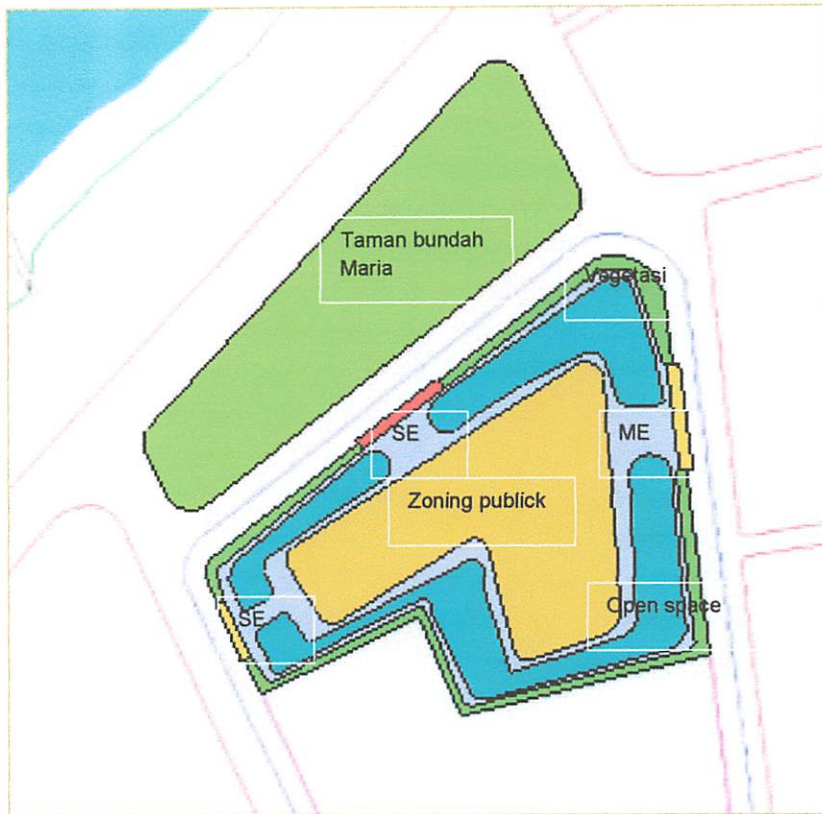 Taman bundah
Maria
Vegetasi
SE
ME
Zoning publick
Open space
SE